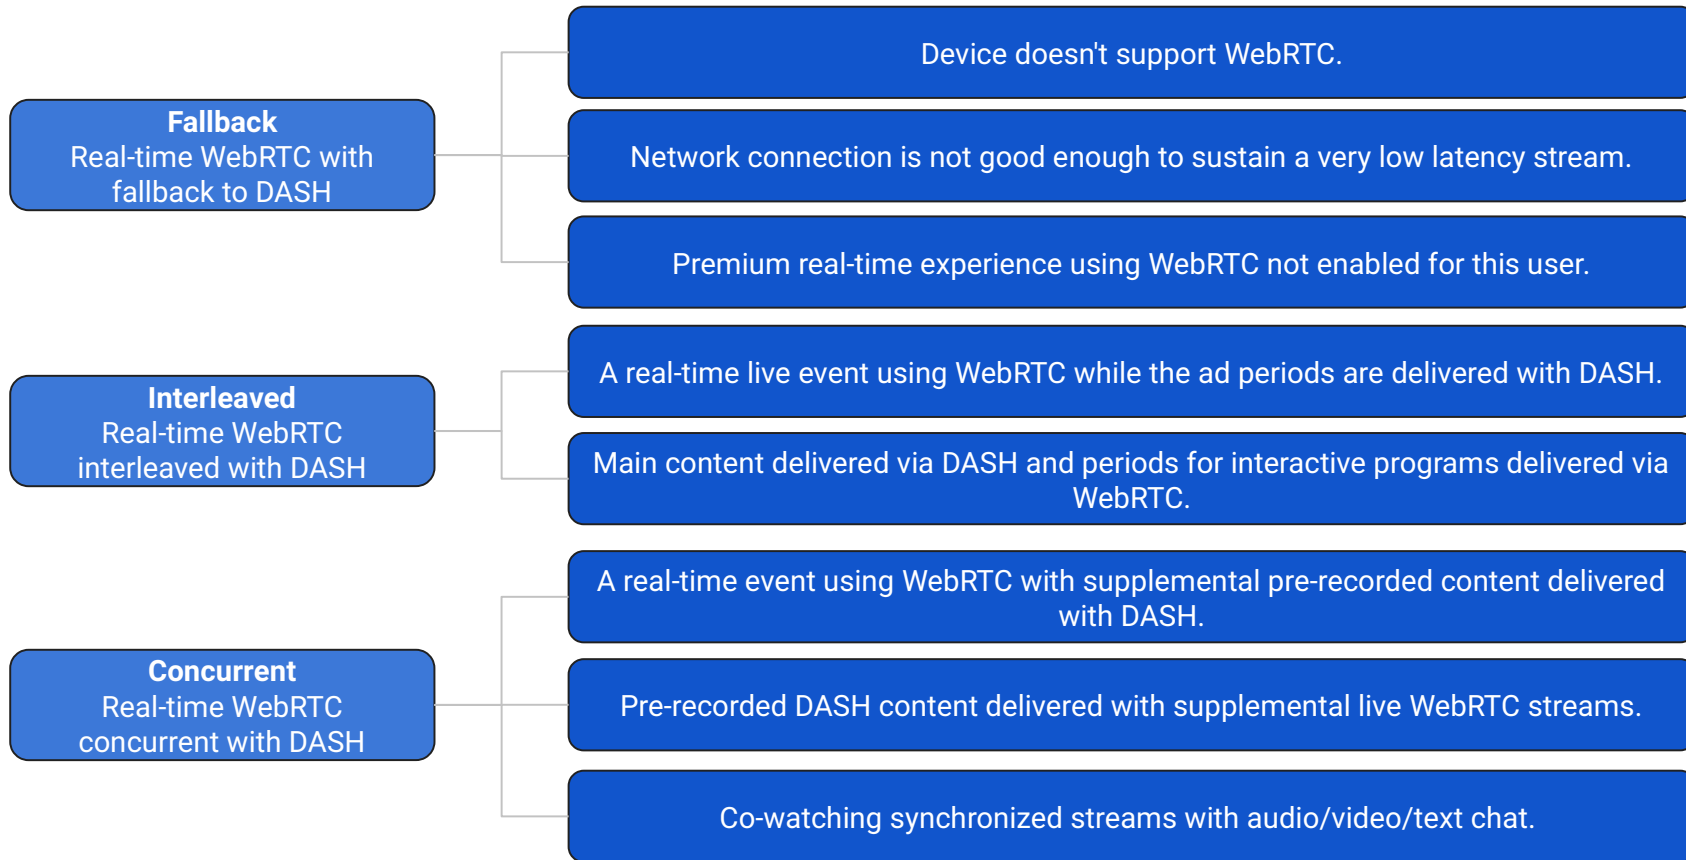 Fallback
Real-time WebRTC with
fallback to DASH
Device doesn't support WebRTC.
Network connection is not good enough to sustain a very low latency stream.
Premium real-time experience using WebRTC not enabled for this user.
Interleaved
Real-time WebRTC
interleaved with DASH
A real-time live event using WebRTC while the ad periods are delivered with DASH.
Main content delivered via DASH and periods for interactive programs delivered via
WebRTC.
Concurrent
Real-time WebRTC
concurrent with DASH
A real-time event using WebRTC with supplemental pre-recorded content delivered
with DASH.
Pre-recorded DASH content delivered with supplemental live WebRTC streams.
Co-watching synchronized streams with audio/video/text chat.